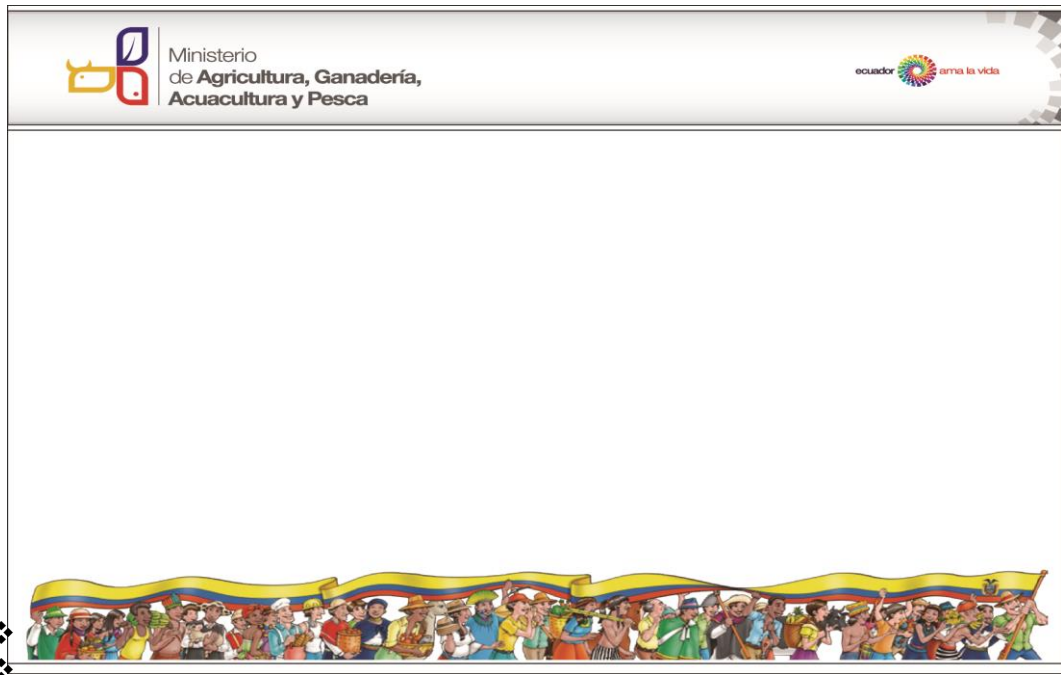 Ministerio
de Agricultura, Ganadería,
Acuacultura y Pesca
ecuador ama la vida